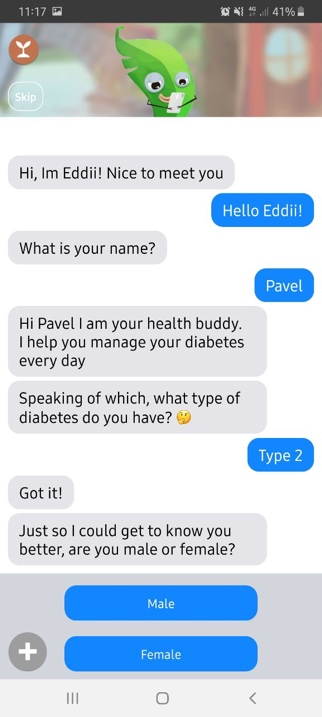 11:17 4G 41%
Skip
Hi, Im Eddii! Nice to meet you
Hello Eddii!
What is your name?
Pavel
Hi Pavel I am your health buddy.
I help you manage your diabetes
every day
Speaking of which, what type of
diabetes do you have? 🤔
Type 2
Got it!
Just so I could get to know you
better, are you male or female?
Male
Female